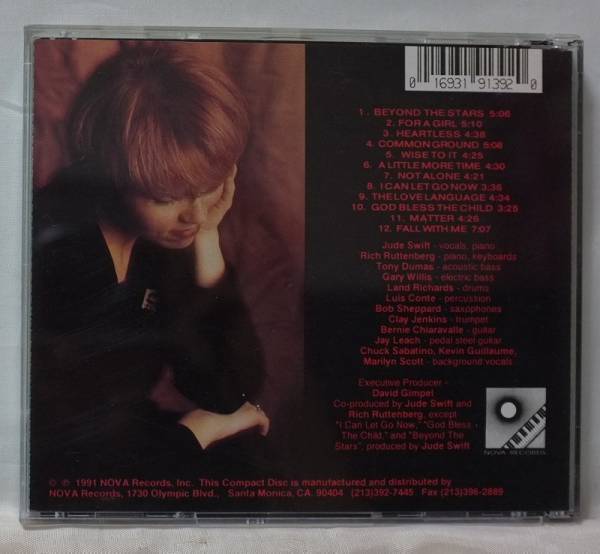 0 16931 91392 0
1. BEYOND THE STARS 5:06
2. FOR A GIRL 5:10
3. HEARTLESS 4:38
4. COMMON GROUND 5:08
5. WISE TO IT 4:25
6. A LITTLE MORE TIME 4:30
7. NOT ALONE 4:21
8. I CAN LET GO NOW 3:36
9. THE LOVE LANGUAGE 4:34
10. GOD BLESS THE CHILD 3:25
11. MATTER 4:26
12. FALL WITH ME 7:07
Jude Swift - vocals, piano
Rich Ruttenberg - piano, keyboards
Tony Dumas - acoustic bass
Gary Willis - electric bass
Land Richards - drums
Luis Conte - percussion
Bob Sheppard - saxophones
Clay Jenkins - trumpet
Bernie Chiaravalle - guitar
Jay Leach - pedal steel guitar
Chuck Sabatino, Kevin Guillaume,
Marilyn Scott - background vocals
Executive Producer -
David Gimpel
Co-produced by Jude Swift and
Rich Ruttenberg, except
"I Can Let Go Now," "God Bless
The Child," and "Beyond The
Stars", produced by Jude Swift
NOVA RECORDS
© ℗ 1991 NOVA Records, Inc. This Compact Disc is manufactured and distributed by
NOVA Records, 1730 Olympic Blvd., Santa Monica, CA. 90404 (213)392-7445 Fax (213)396-2889